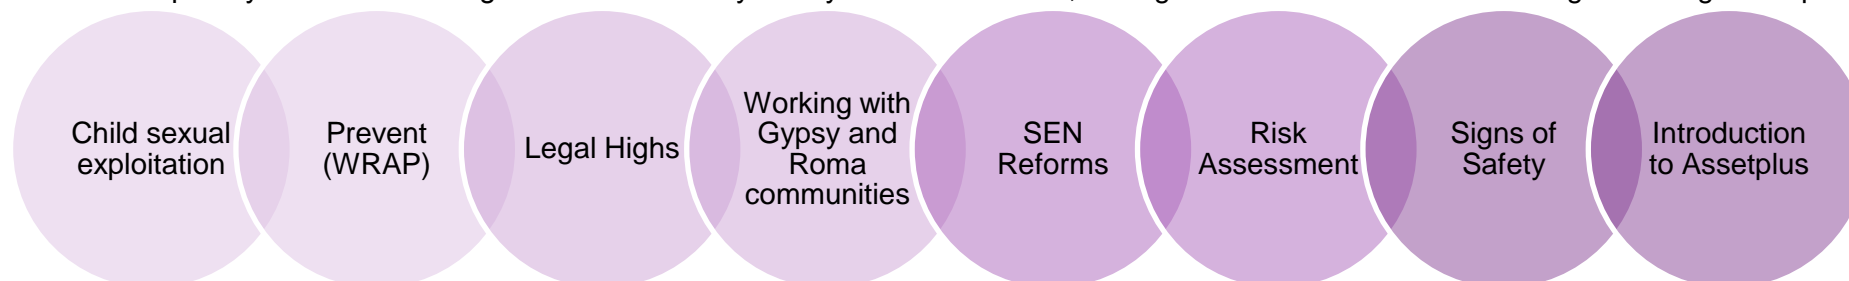 Child sexual
exploitation
Prevent
(WRAP)
Legal Highs
Working with
Gypsy and
Roma
communities
SEN
Reforms
Risk
Assessment
Signs of
Safety
Introduction
to Assetplus